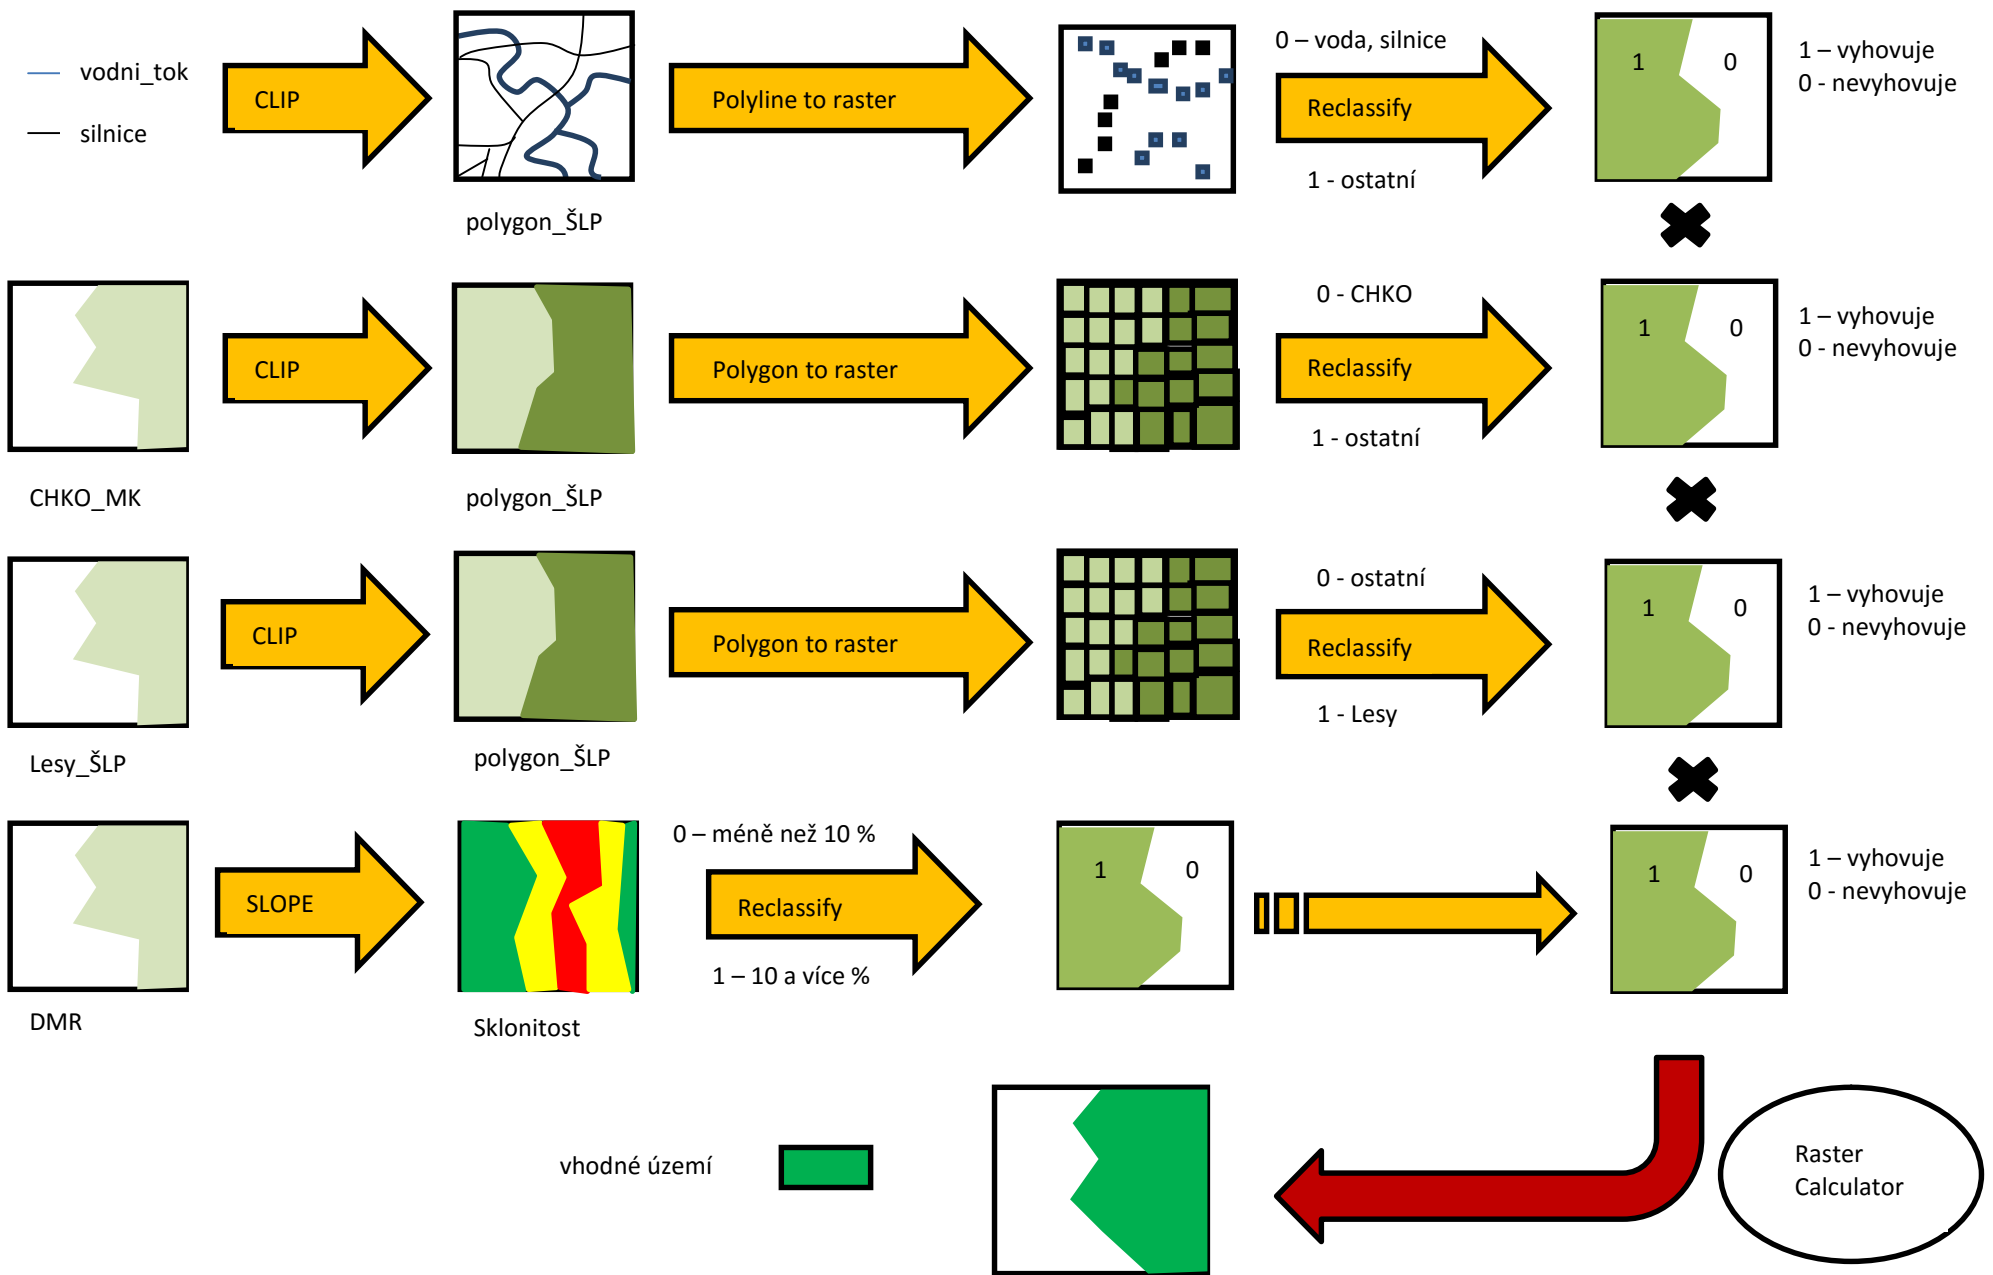 vodni_tok
silnice
CLIP
polygon_ŠLP
Polyline to raster
0 – voda, silnice
Reclassify
1 - ostatní
1
0
1 – vyhovuje
0 - nevyhovuje
CHKO_MK
CLIP
polygon_ŠLP
Polygon to raster
0 - CHKO
Reclassify
1 - ostatní
1
0
1 – vyhovuje
0 - nevyhovuje
Lesy_ŠLP
CLIP
polygon_ŠLP
Polygon to raster
0 - ostatní
Reclassify
1 - Lesy
1
0
1 – vyhovuje
0 - nevyhovuje
DMR
SLOPE
Sklonitost
0 – méně než 10 %
Reclassify
1 – 10 a více %
1
0
1
0
1 – vyhovuje
0 - nevyhovuje
vhodné území
Raster
Calculator